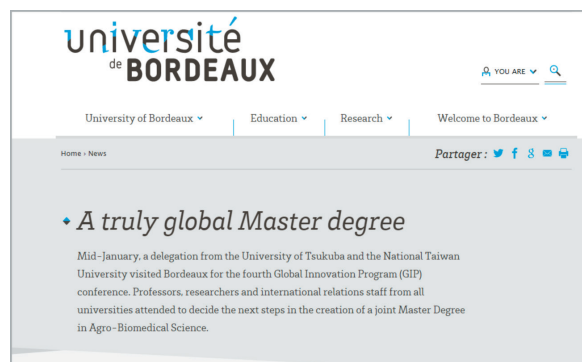 université
de BORDEAUX
YOU ARE
University of Bordeaux
Education
Research
Welcome to Bordeaux
Home › News
Partager :
A truly global Master degree
Mid-January, a delegation from the University of Tsukuba and the National Taiwan
University visited Bordeaux for the fourth Global Innovation Program (GIP)
conference. Professors, researchers and international relations staff from all
universities attended to decide the next steps in the creation of a joint Master Degree
in Agro-Biomedical Science.